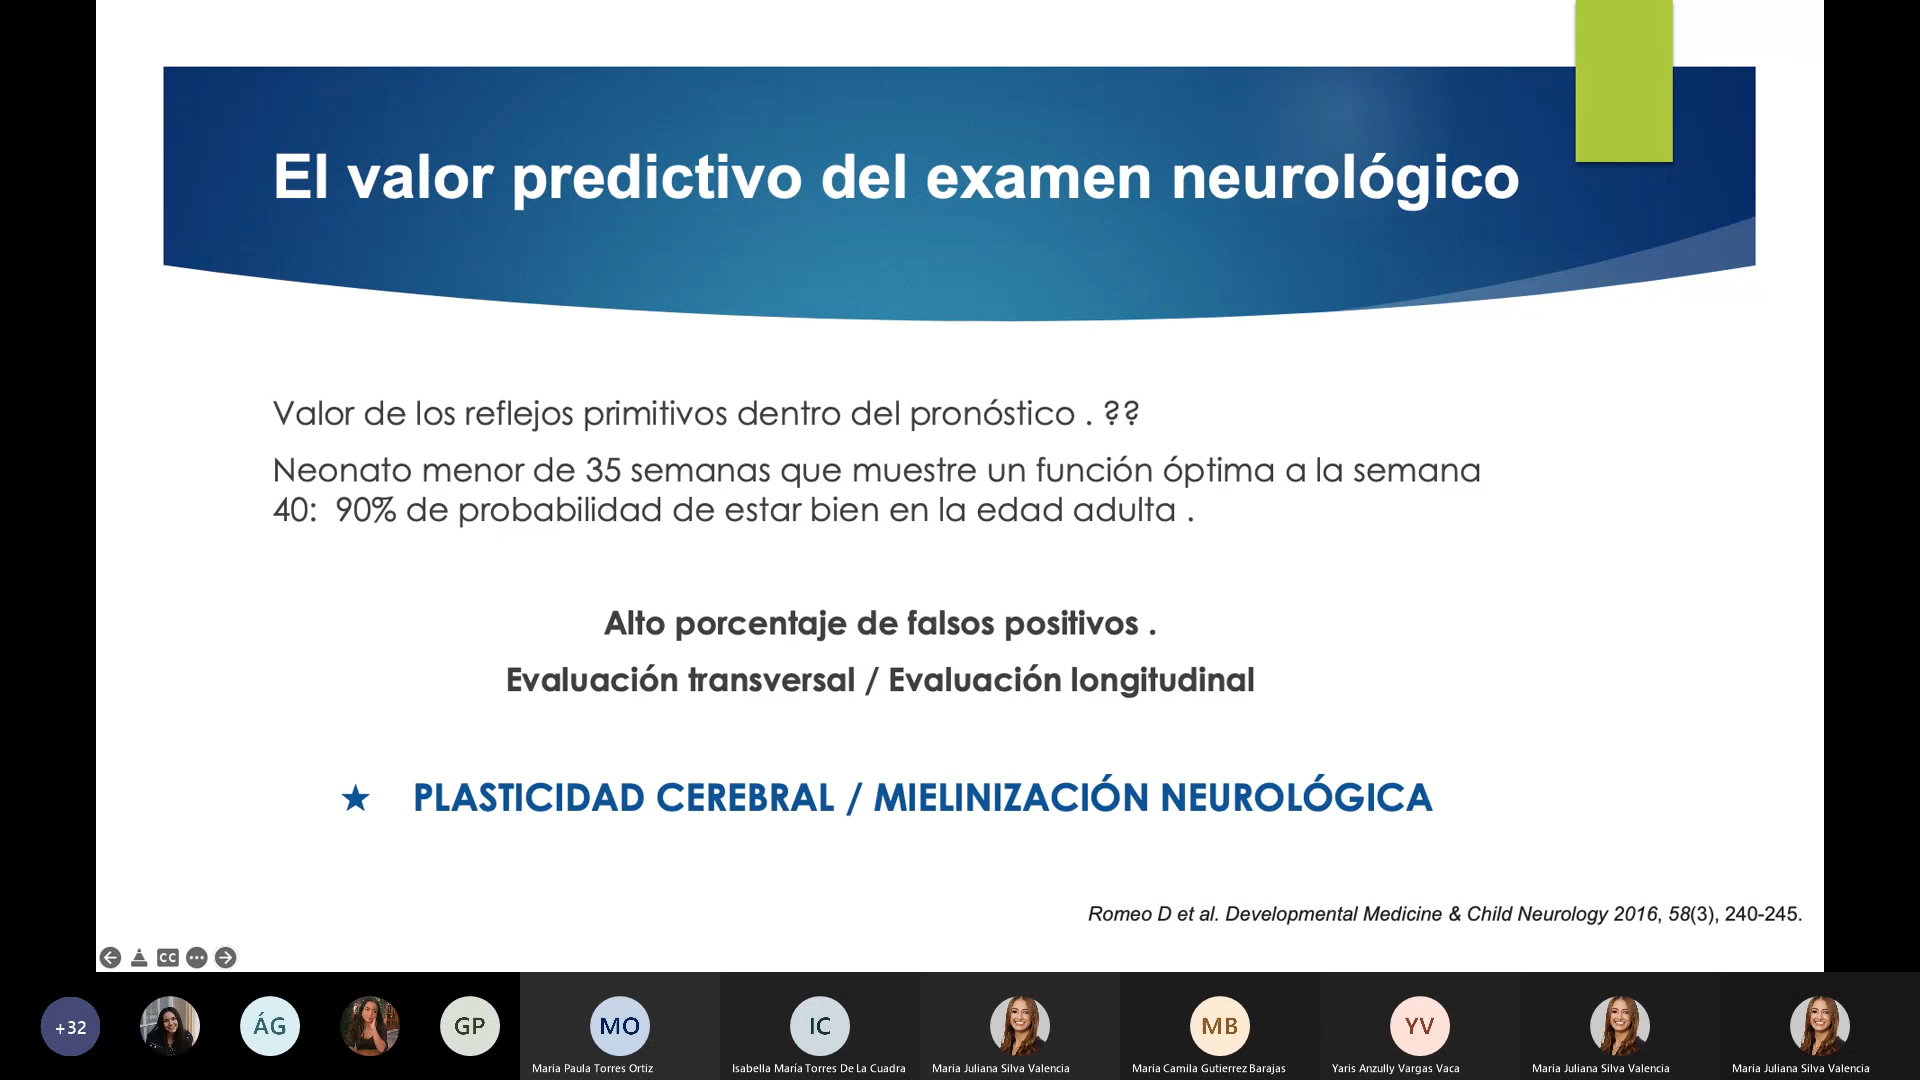 El valor predictivo del examen neurológico
Valor de los reflejos primitivos dentro del pronóstico . ??
Neonato menor de 35 semanas que muestre un función óptima a la semana
40:  90% de probabilidad de estar bien en la edad adulta .
Alto porcentaje de falsos positivos .
Evaluación transversal / Evaluación longitudinal
★ PLASTICIDAD CEREBRAL / MIELINIZACIÓN NEUROLÓGICA
Romeo D et al. Developmental Medicine & Child Neurology 2016, 58(3), 240-245.
CC
+32 ÁG GP MO IC MB YV
Maria Paula Torres Ortiz Isabella María Torres De La Cuadra Maria Juliana Silva Valencia Maria Camila Gutierrez Barajas Yaris Anzully Vargas Vaca Maria Juliana Silva Valencia Maria Juliana Silva Valencia